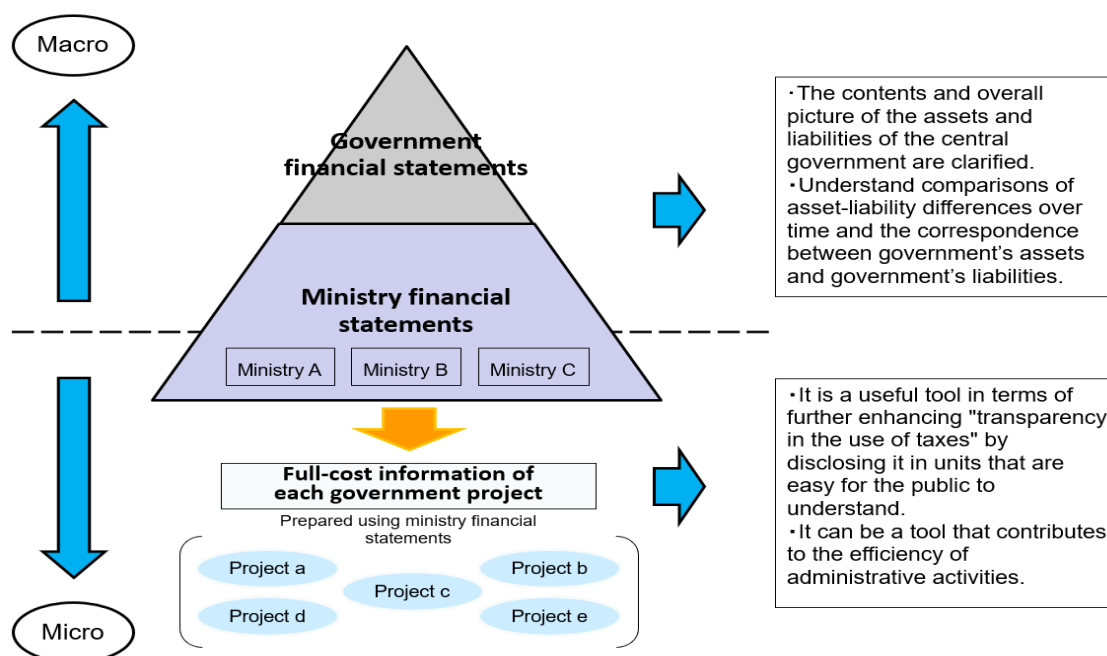 Macro
Government
financial statements
・The contents and overall
picture of the assets and
liabilities of the central
government are clarified.
・Understand comparisons of
asset-liability differences over
time and the correspondence
between government’s assets
and government’s liabilities.
Ministry financial
statements
Ministry A
Ministry B
Ministry C
Full-cost information of
each government project
Prepared using ministry financial
statements
Project a
Project b
Project c
Project d
Project e
・It is a useful tool in terms of
further enhancing "transparency
in the use of taxes" by
disclosing it in units that are
easy for the public to
understand.
・It can be a tool that contributes
to the efficiency of
administrative activities.
Micro